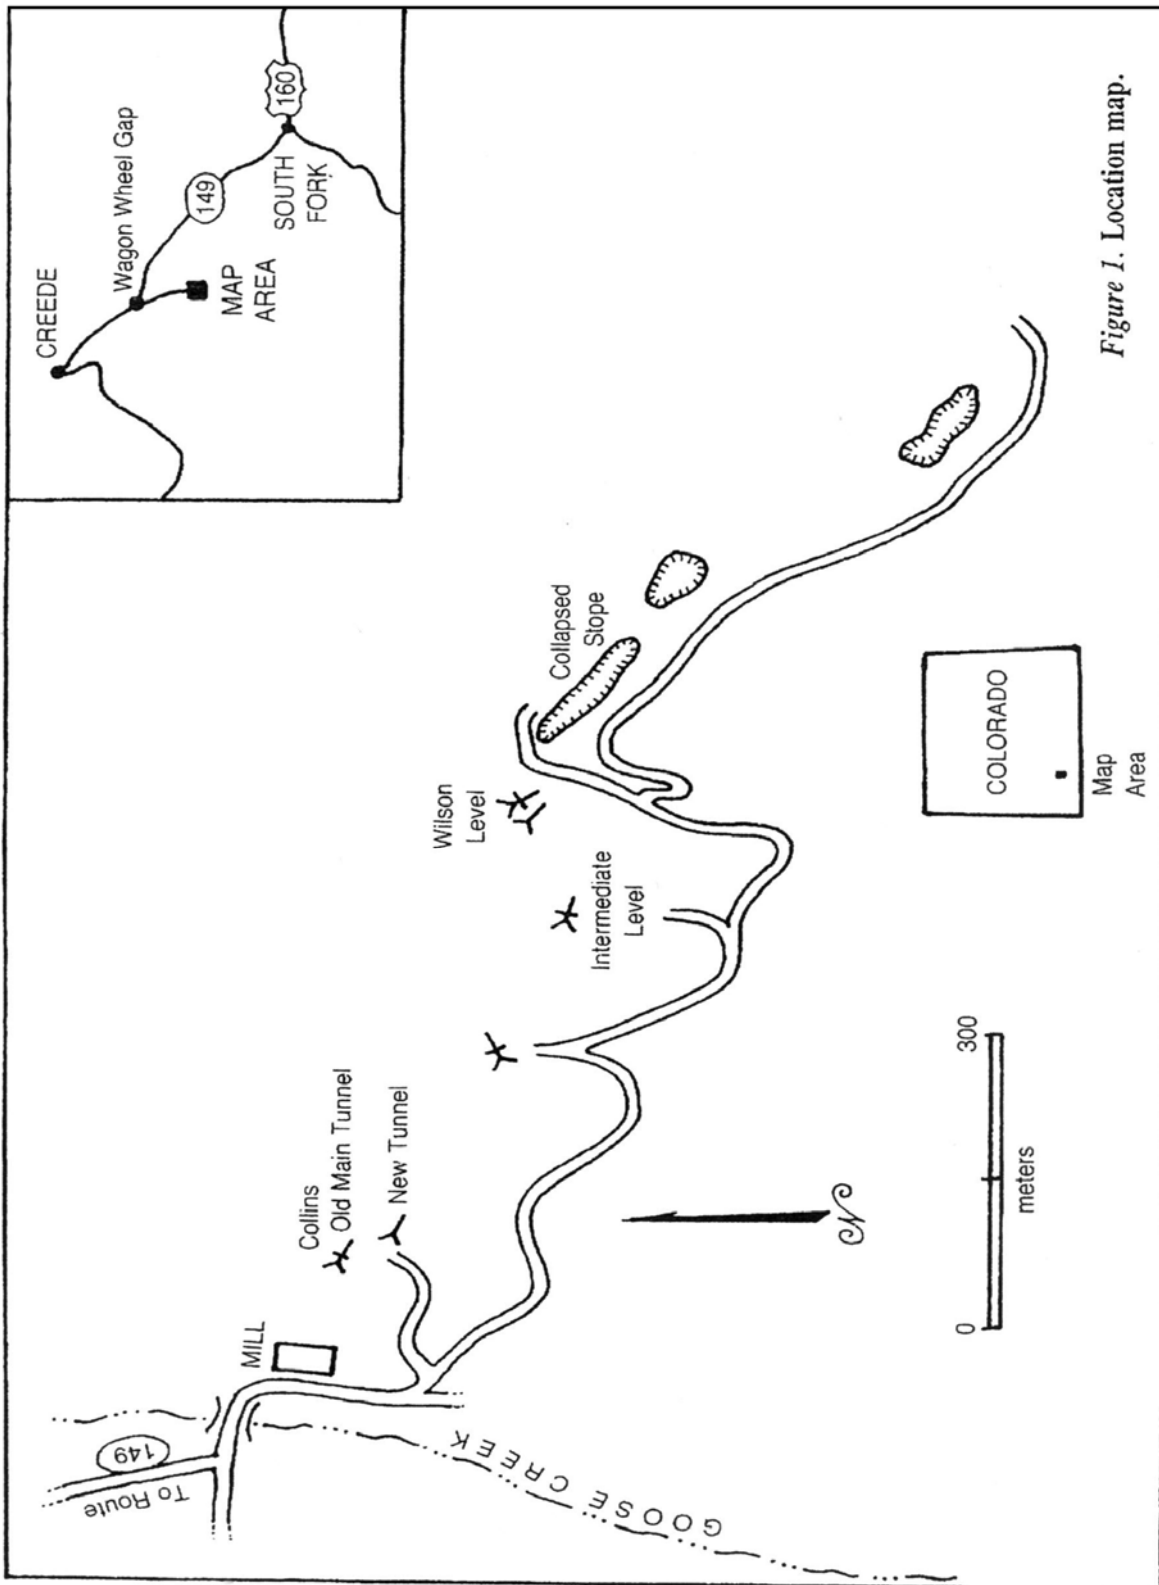 CREEDE
Wagon Wheel Gap
149
160
SOUTH
FORK
MAP
AREA
To Route
149
MILL
Collins
Old Main Tunnel
New Tunnel
Wilson
Level
Intermediate
Level
Collapsed
Stope
GOOSE CREEK
N
0
300
meters
COLORADO
Map
Area
Figure 1. Location map.